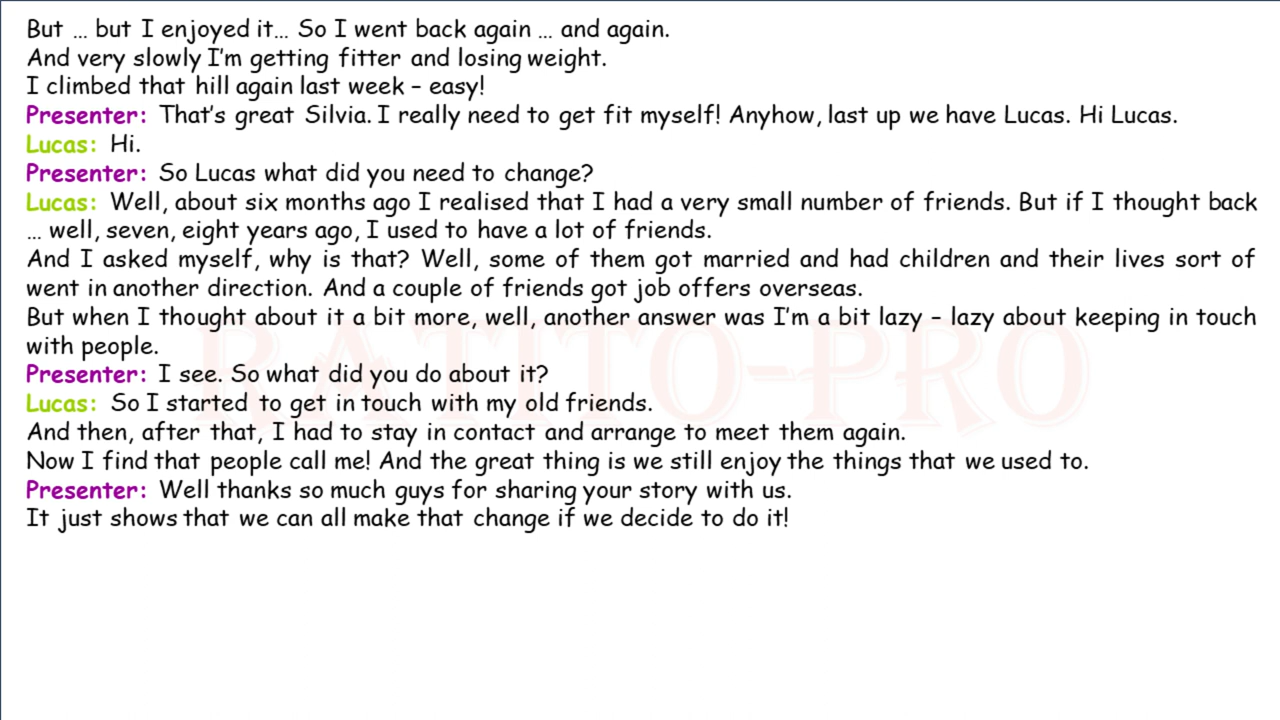 But … but I enjoyed it… So I went back again … and again.
And very slowly I'm getting fitter and losing weight.
I climbed that hill again last week – easy!
Presenter: That's great Silvia. I really need to get fit myself! Anyhow, last up we have Lucas. Hi Lucas.
Lucas: Hi.
Presenter: So Lucas what did you need to change?
Lucas: Well, about six months ago I realised that I had a very small number of friends. But if I thought back
… well, seven, eight years ago, I used to have a lot of friends.
And I asked myself, why is that? Well, some of them got married and had children and their lives sort of
went in another direction. And a couple of friends got job offers overseas.
But when I thought about it a bit more, well, another answer was I'm a bit lazy – lazy about keeping in touch
with people.
Presenter: I see. So what did you do about it?
Lucas: So I started to get in touch with my old friends.
And then, after that, I had to stay in contact and arrange to meet them again.
Now I find that people call me! And the great thing is we still enjoy the things that we used to.
Presenter: Well thanks so much guys for sharing your story with us.
It just shows that we can all make that change if we decide to do it!
RATITO-PRO